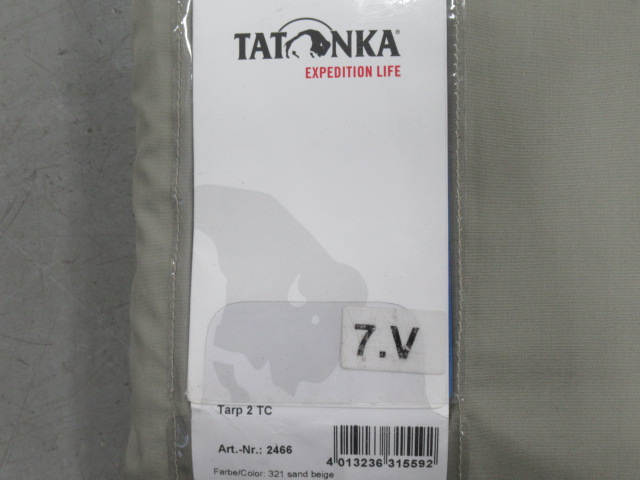 TATONKA®
EXPEDITION LIFE
7.V
Tarp 2 TC
Art.-Nr.: 2466
4 013236 315592
Farbe/Color: 321 sand beige